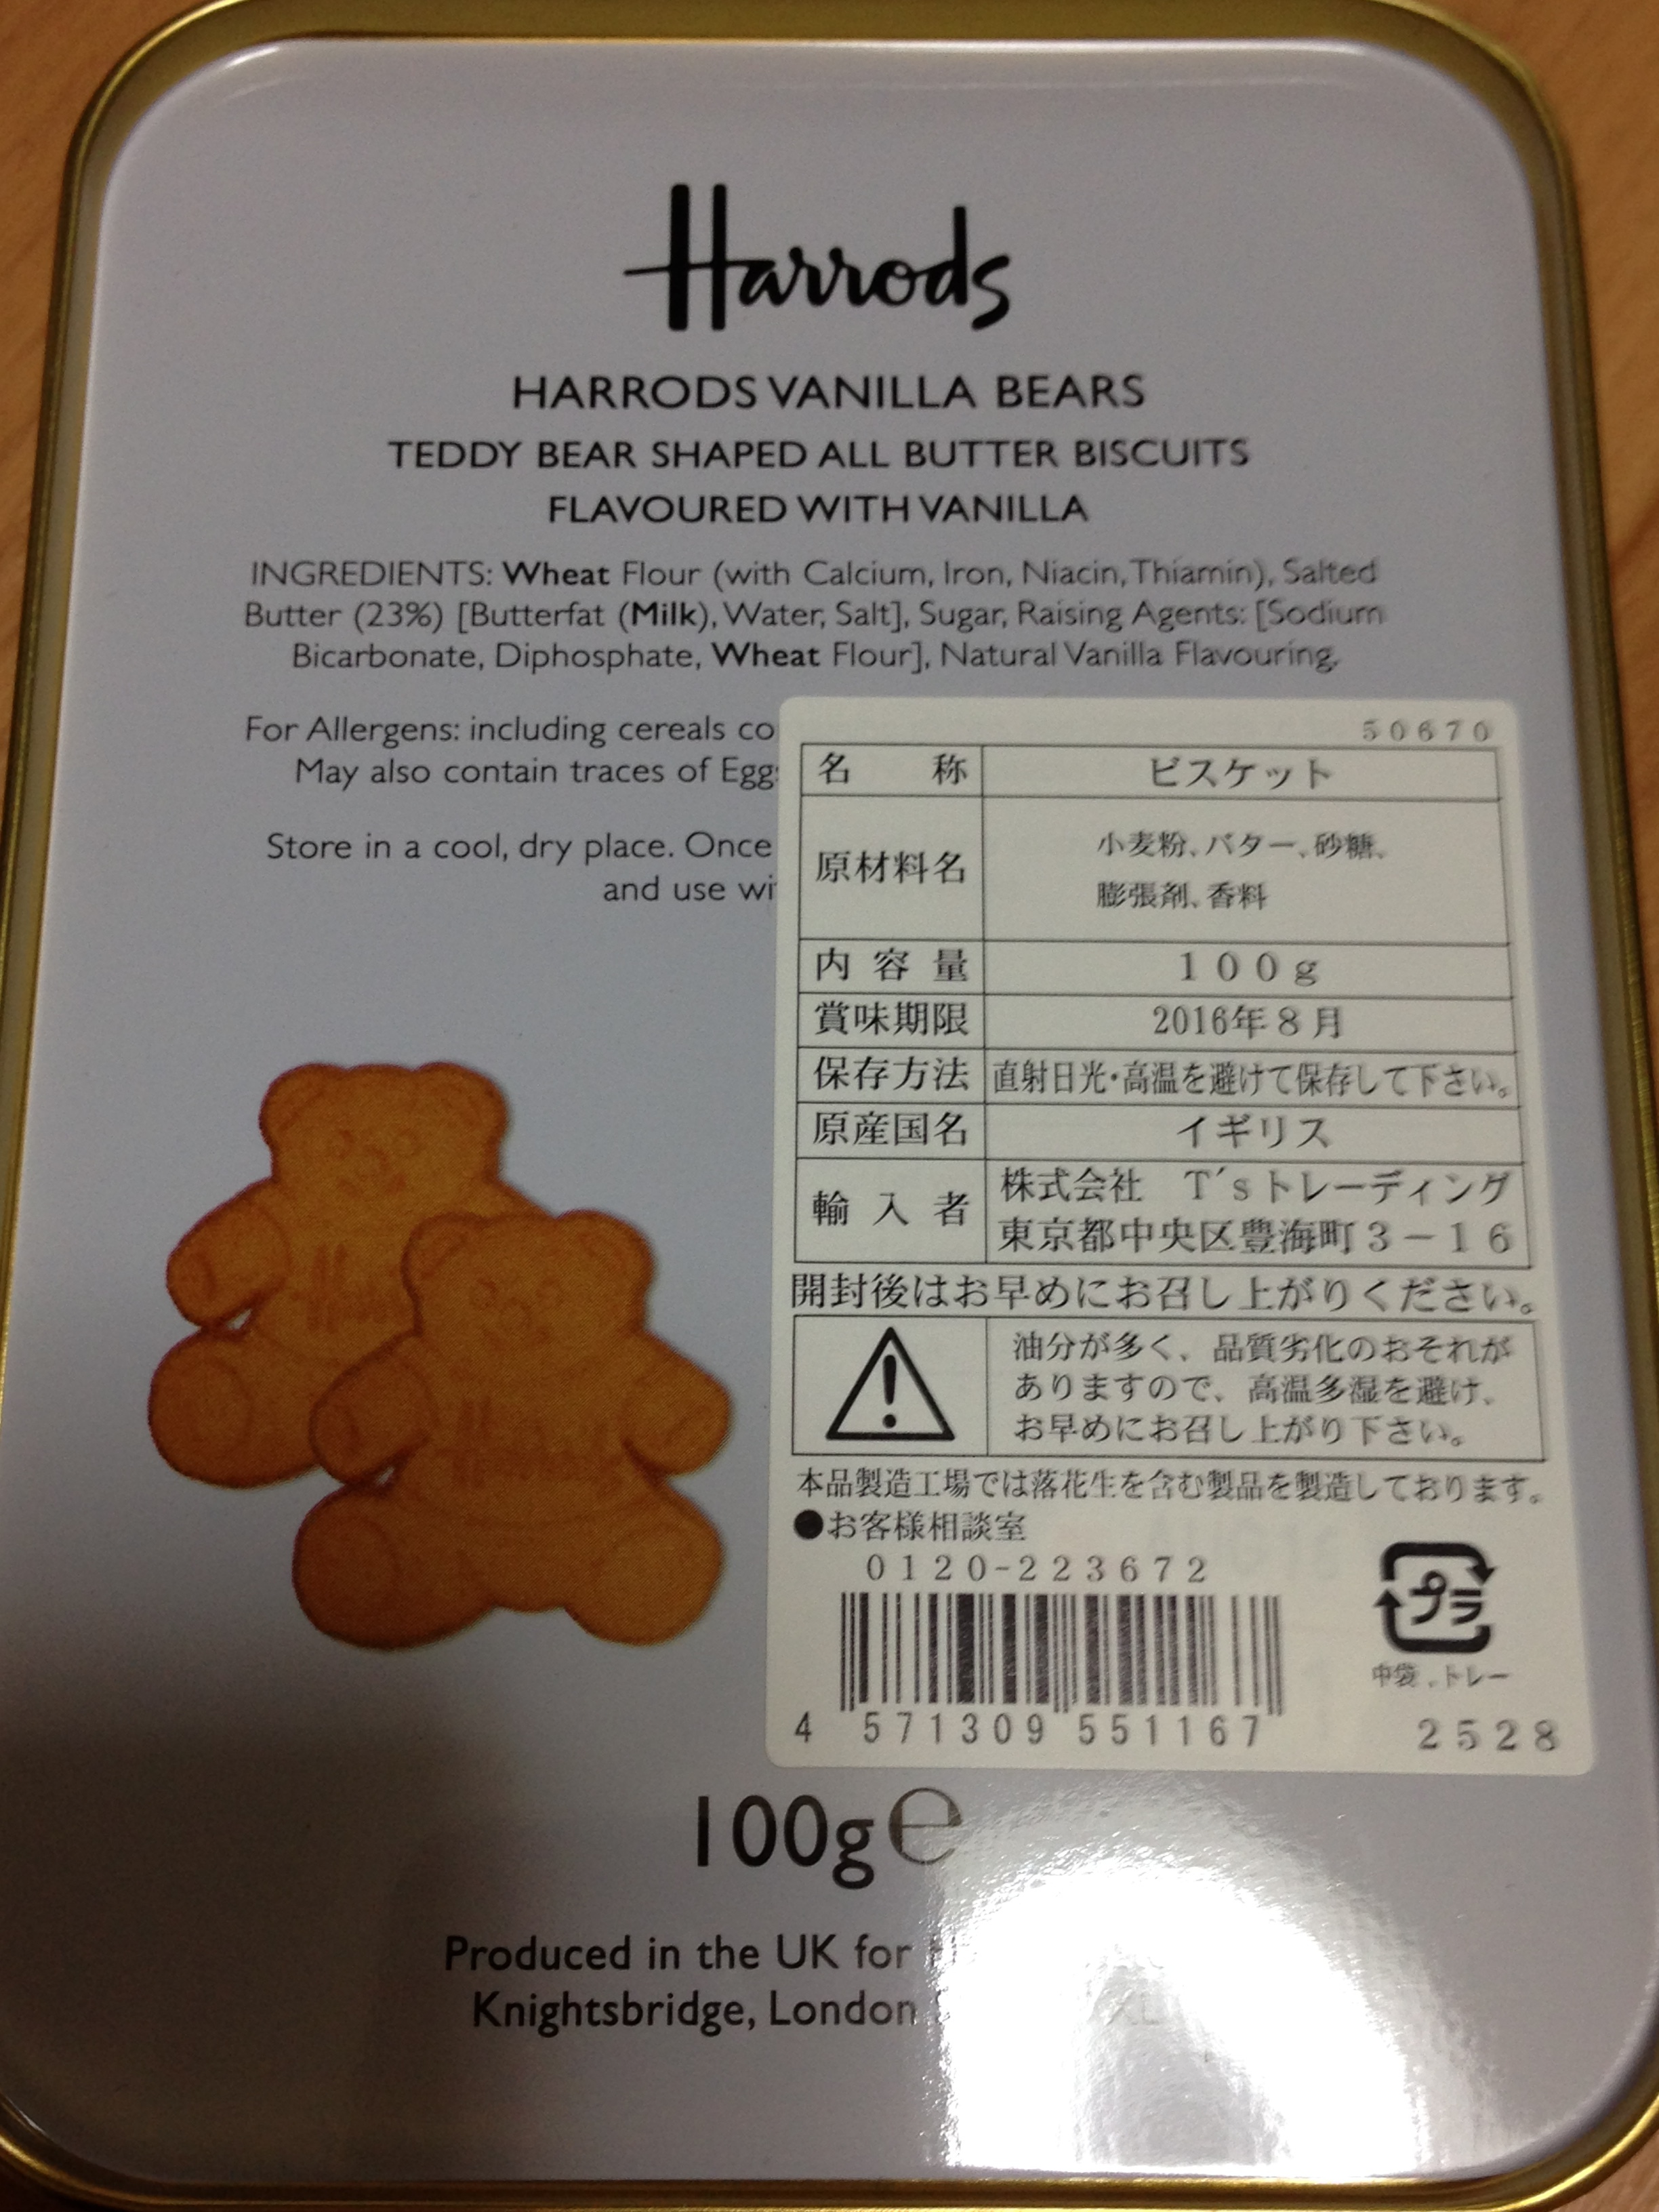 Harrods
HARRODS VANILLA BEARS
TEDDY BEAR SHAPED ALL BUTTER BISCUITS
FLAVOURED WITH VANILLA
INGREDIENTS: Wheat Flour (with Calcium, Iron, Niacin, Thiamin), Salted
Butter (23%) [Butterfat (Milk), Water, Salt], Sugar, Raising Agents: [Sodium
Bicarbonate, Diphosphate, Wheat Flour], Natural Vanilla Flavouring.
For Allergens: including cereals co
May also contain traces of Egg
Store in a cool, dry place. Once
and use wi
50670
名称 ビスケット
原材料名 小麦粉、バター、砂糖、
膨張剤、香料
内容量 100g
賞味期限 2016年8月
保存方法 直射日光・高温を避けて保存して下さい。
原産国名 イギリス
輸入者 株式会社 T'sトレーディング
東京都中央区豊海町3-16
開封後はお早めにお召し上がりください。
油分が多く、品質劣化のおそれが
ありますので、高温多湿を避け、
お早めにお召し上がり下さい。
本品製造工場では落花生を含む製品を製造しております。
●お客様相談室
0120-223672
プラ
中袋、トレー
4 571309 551167
2528
100g e
Produced in the UK for
Knightsbridge, London
XL